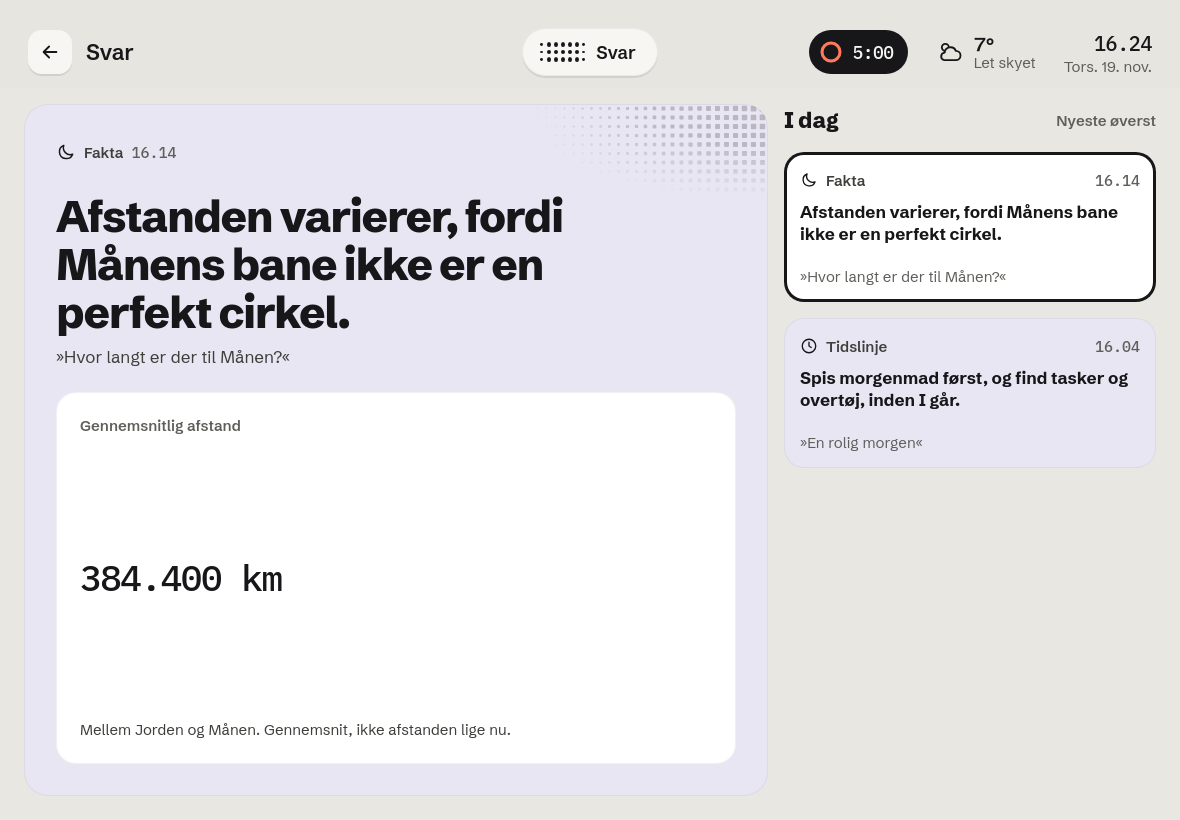 Svar
Svar
5:00
7°
Let skyet
16.24
Tors. 19. nov.
Fakta 16.14
Afstanden varierer, fordi
Månens bane ikke er en
perfekt cirkel.
»Hvor langt er der til Månen?«
Gennemsnitlig afstand
384.400 km
Mellem Jorden og Månen. Gennemsnit, ikke afstanden lige nu.
I dag
Nyeste øverst
Fakta 16.14
Afstanden varierer, fordi Månens bane
ikke er en perfekt cirkel.
»Hvor langt er der til Månen?«
Tidslinje 16.04
Spis morgenmad først, og find tasker og
overtøj, inden I går.
»En rolig morgen«